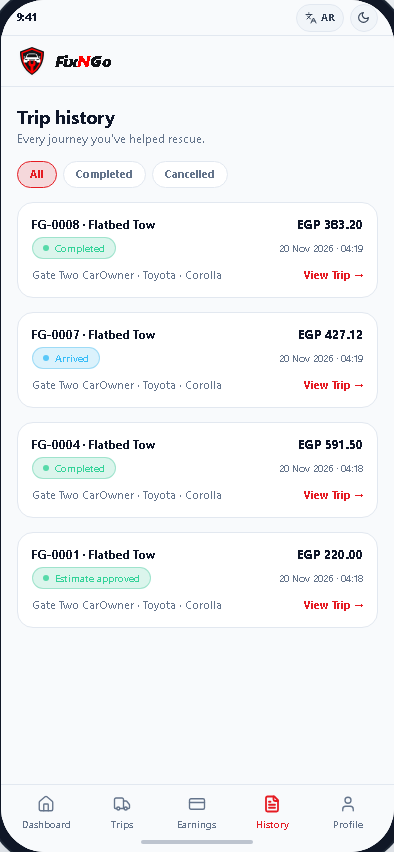 9:41
AR
FixNGo
Trip history
Every journey you've helped rescue.
All Completed Cancelled
FG-0008 · Flatbed Tow EGP 383.20
Completed 20 Nov 2026 · 04:19
Gate Two CarOwner · Toyota · Corolla View Trip →
FG-0007 · Flatbed Tow EGP 427.12
Arrived 20 Nov 2026 · 04:19
Gate Two CarOwner · Toyota · Corolla View Trip →
FG-0004 · Flatbed Tow EGP 591.50
Completed 20 Nov 2026 · 04:18
Gate Two CarOwner · Toyota · Corolla View Trip →
FG-0001 · Flatbed Tow EGP 220.00
Estimate approved 20 Nov 2026 · 04:18
Gate Two CarOwner · Toyota · Corolla View Trip →
Dashboard Trips Earnings History Profile